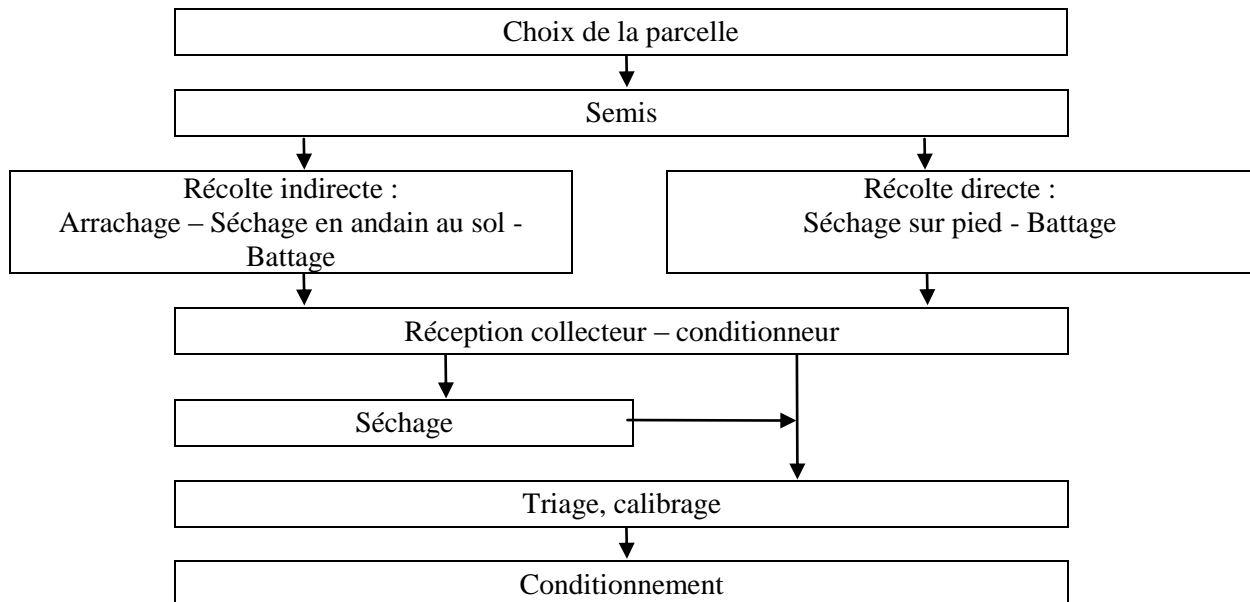 Choix de la parcelle
Semis
Récolte indirecte :
Arrachage – Séchage en andain au sol -
Battage
Récolte directe :
Séchage sur pied - Battage
Réception collecteur – conditionneur
Séchage
Triage, calibrage
Conditionnement